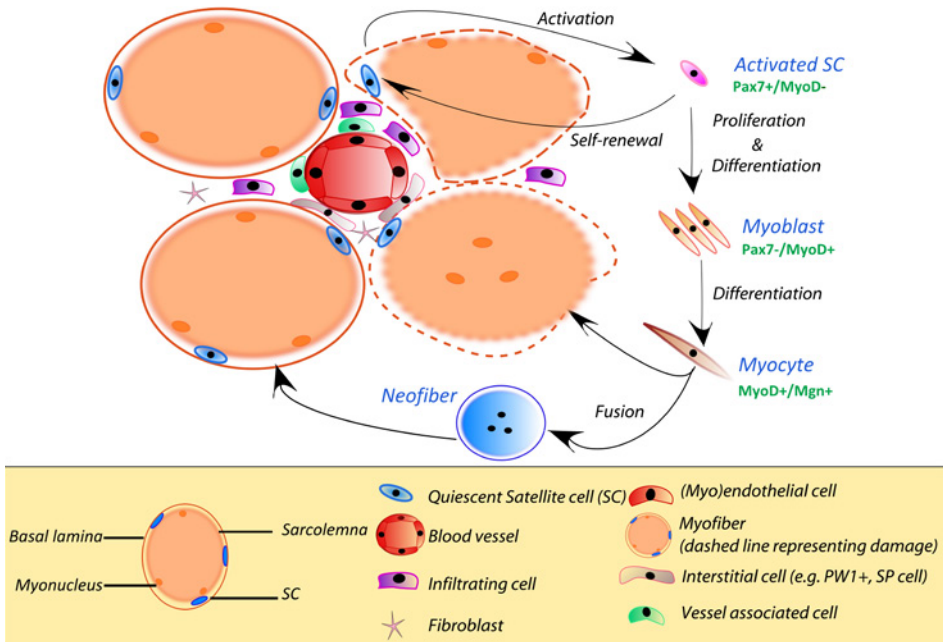 Activation
Activated SC
Pax7+/MyoD-
Self-renewal
Proliferation
&
Differentiation
Myoblast
Pax7-/MyoD+
Differentiation
Myocyte
MyoD+/Mgn+
Fusion
Neofiber
Basal lamina
Sarcolemna
Myonucleus
SC
Quiescent Satellite cell (SC)
Blood vessel
Infiltrating cell
Fibroblast
(Myo)endothelial cell
Myofiber
(dashed line representing damage)
Interstitial cell (e.g. PW1+, SP cell)
Vessel associated cell